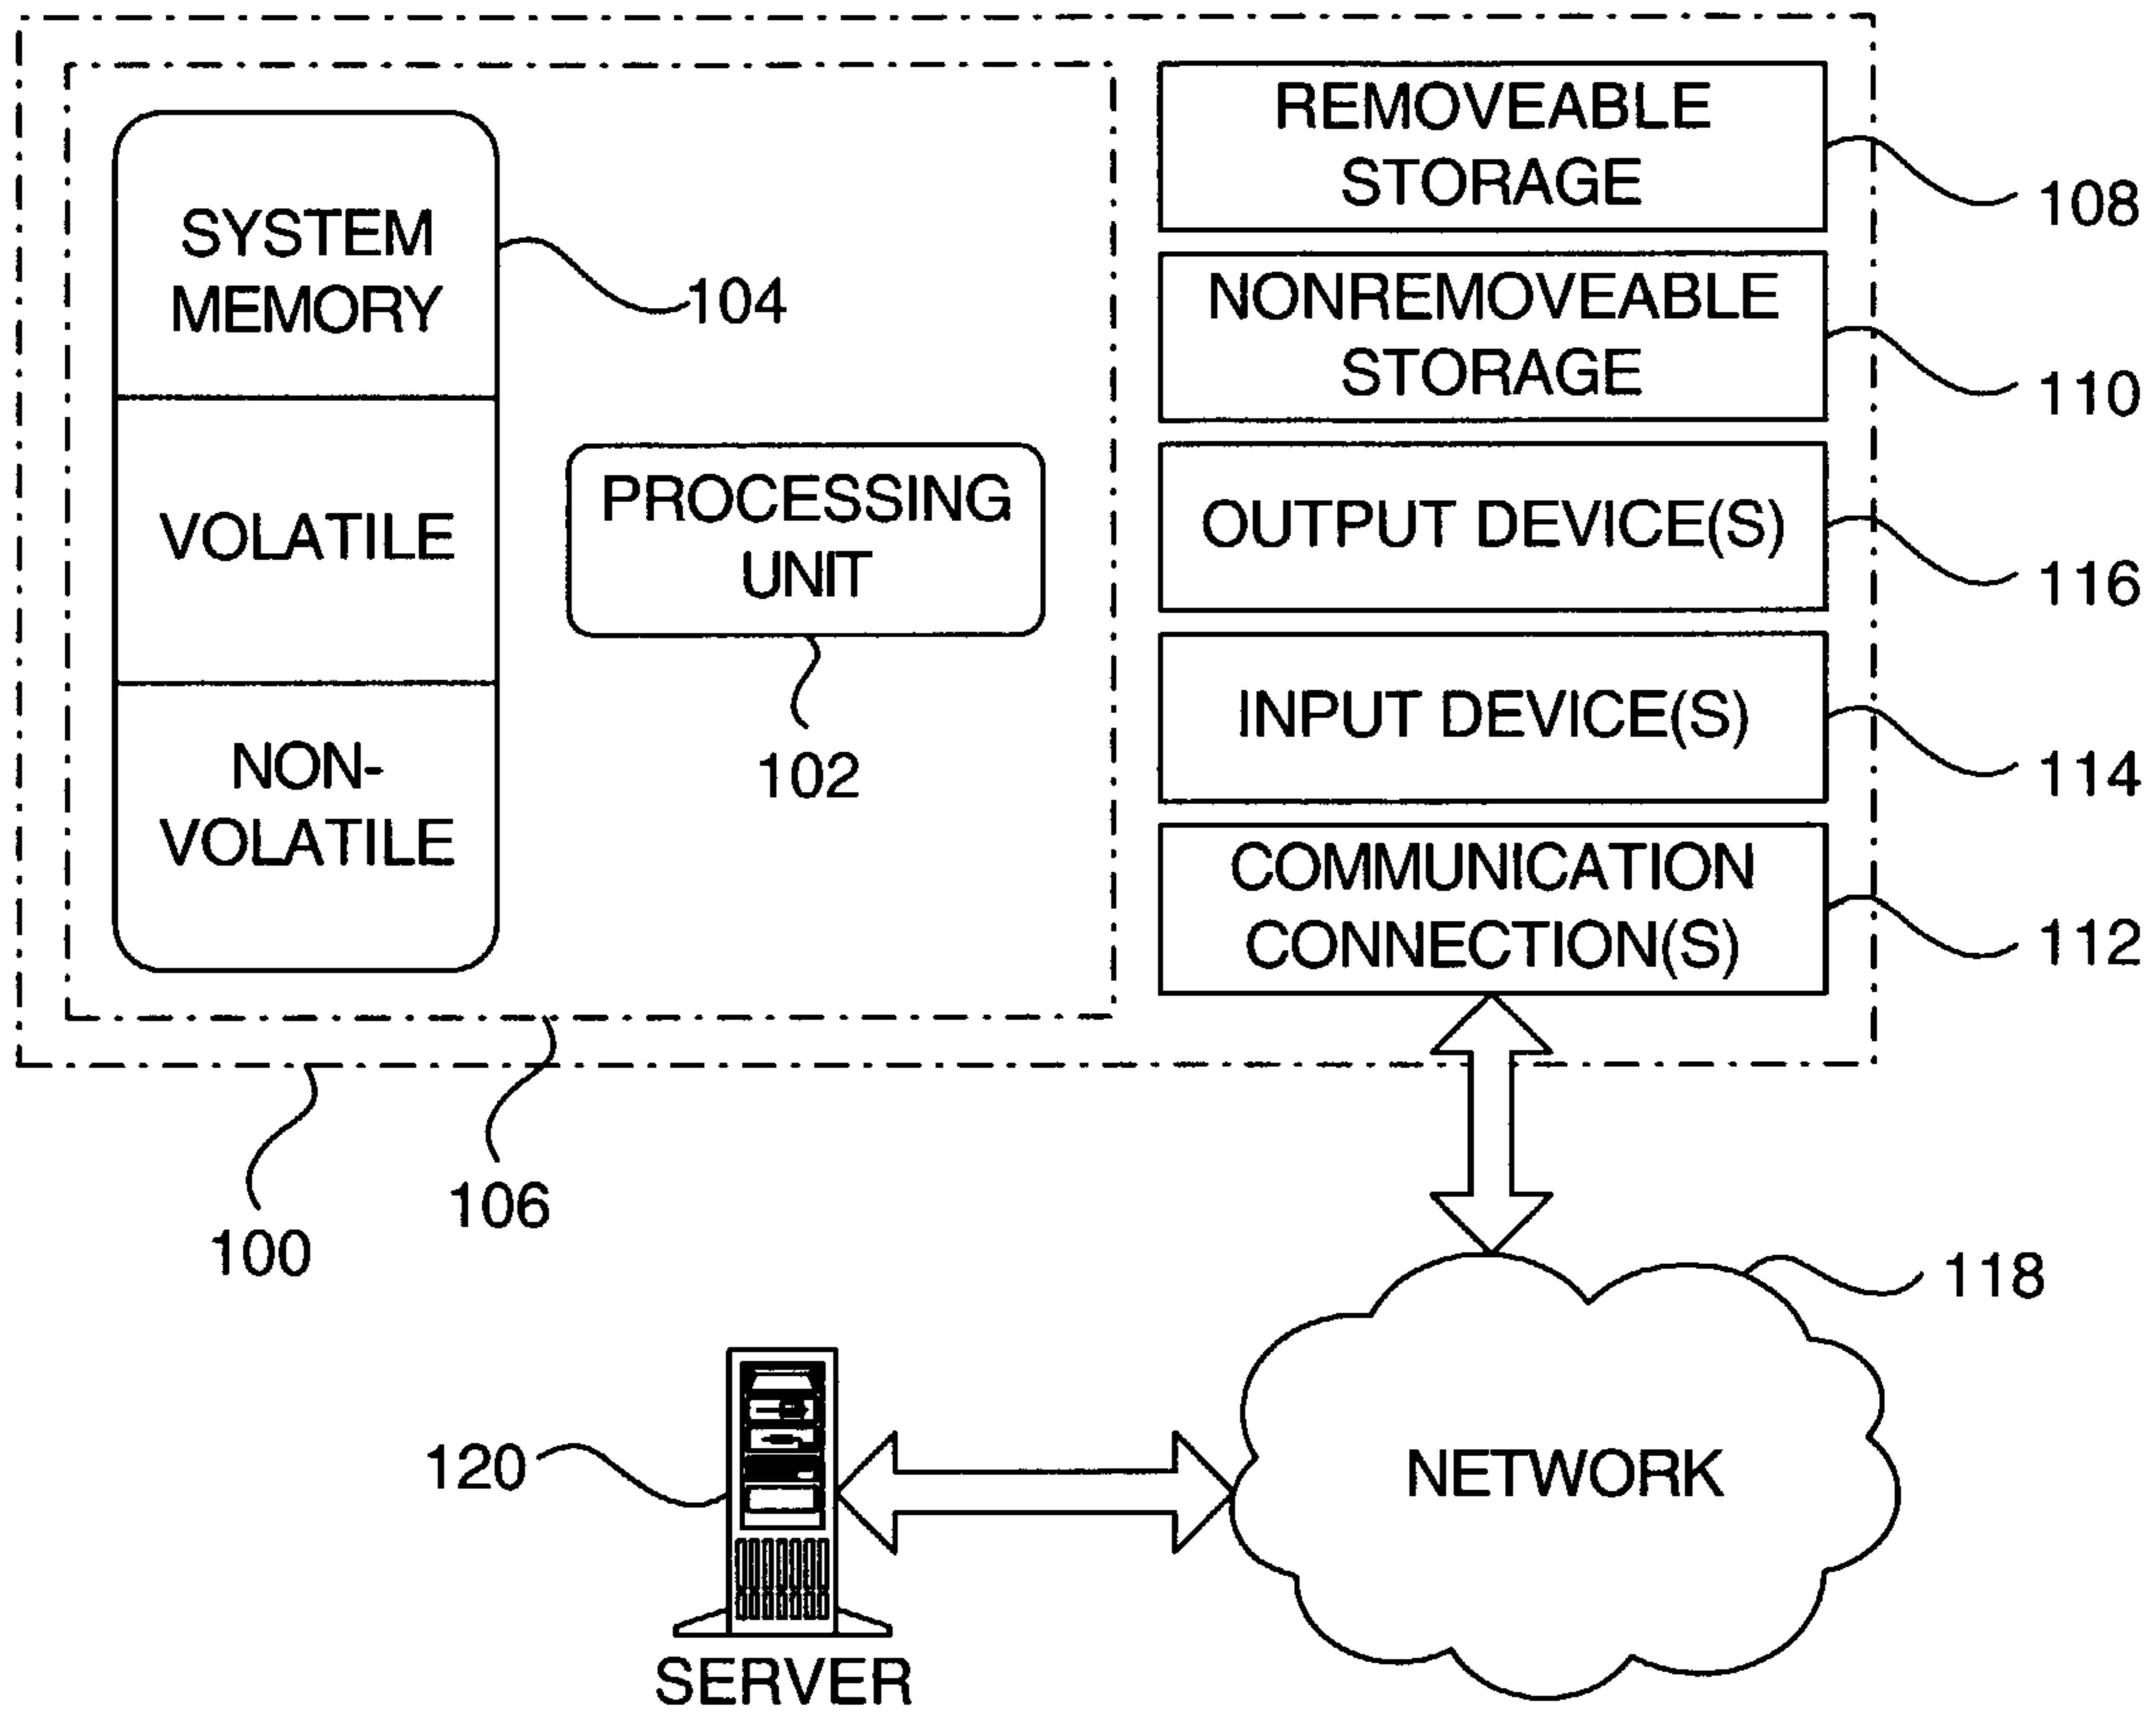 SYSTEM
MEMORY
104
VOLATILE
NON-
VOLATILE
PROCESSING
UNIT
102
REMOVEABLE
STORAGE
108
NONREMOVEABLE
STORAGE
110
OUTPUT DEVICE(S)
116
INPUT DEVICE(S)
114
COMMUNICATION
CONNECTION(S)
112
106
100
118
NETWORK
120
SERVER